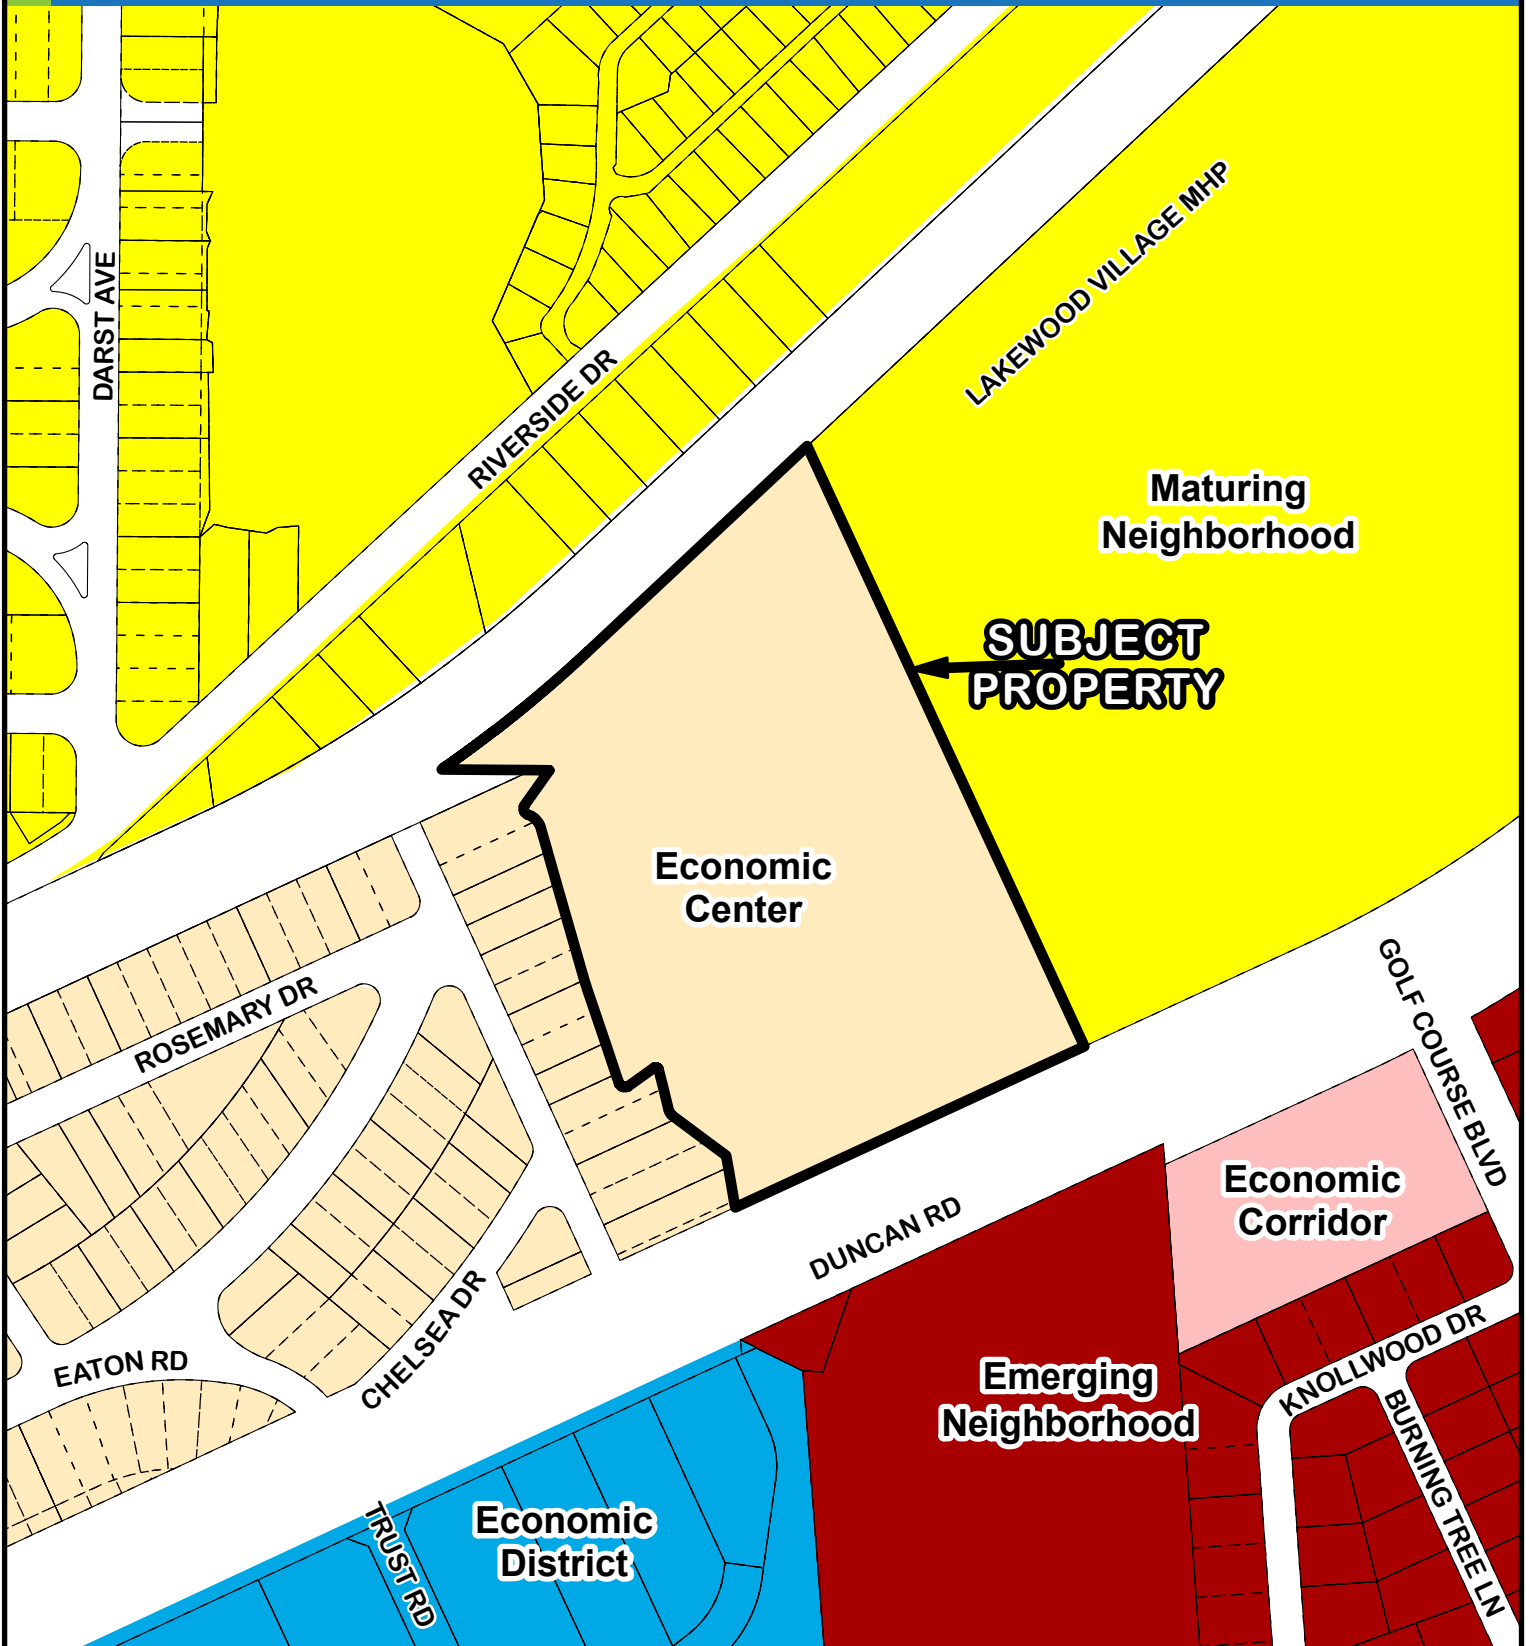 DARST AVE
RIVERSIDE DR
LAKEWOOD VILLAGE MHP
Maturing
Neighborhood
SUBJECT
PROPERTY
Economic
Center
GOLF COURSE BLVD
ROSEMARY DR
Economic
Corridor
DUNCAN RD
CHELSEA DR
EATON RD
KNOLLWOOD DR
Emerging
Neighborhood
BURNING TREE LN
Economic
District
TRUST RD